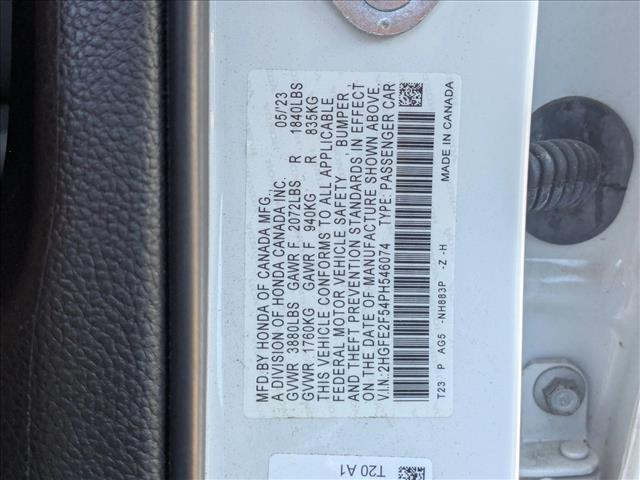 MFD.BY HONDA OF CANADA MFG. 05/23
A DIVISION OF HONDA CANADA INC.
GVWR 3880LBS GAWR F 2072LBS R 1840LBS
GVWR 1760KG GAWR F 940KG R 835KG
THIS VEHICLE CONFORMS TO ALL APPLICABLE
FEDERAL MOTOR VEHICLE SAFETY BUMPER,
AND THEFT PREVENTION STANDARDS, IN EFFECT
ON THE DATE OF MANUFACTURE SHOWN ABOVE.
V.I.N.:2HGFE2F54PH546074 TYPE: PASSENGER CAR
T23 P AG5 -NH883P -Z -H MADE IN CANADA
T20 A1